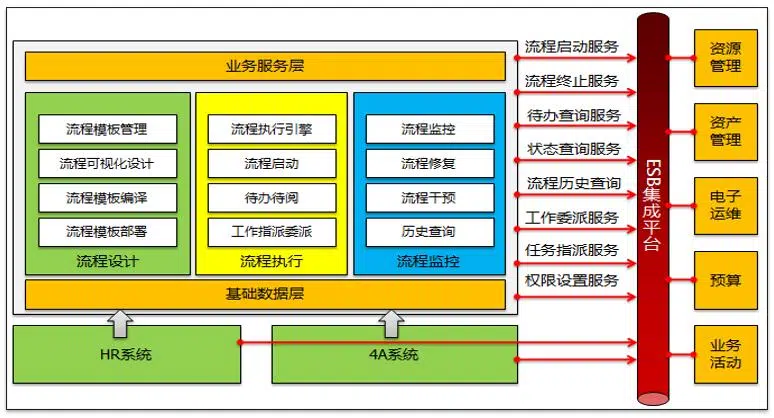 业务服务层
流程模板管理
流程可视化设计
流程模板编译
流程模板部署
流程设计
流程执行引擎
流程启动
待办待阅
工作指派委派
流程执行
流程监控
流程修复
流程干预
历史查询
流程监控
基础数据层
HR系统
4A系统
流程启动服务
流程终止服务
待办查询服务
状态查询服务
流程历史查询
工作委派服务
任务指派服务
权限设置服务
ESB集成平台
资源
管理
资产
管理
电子
运维
预算
业务
活动